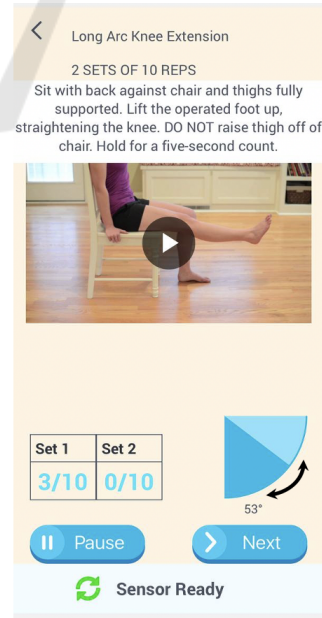 Long Arc Knee Extension
2 SETS OF 10 REPS
Sit with back against chair and thighs fully
supported. Lift the operated foot up,
straightening the knee. DO NOT raise thigh off of
chair. Hold for a five-second count.
Set 1 Set 2
3/10 0/10
53°
Pause Next
Sensor Ready